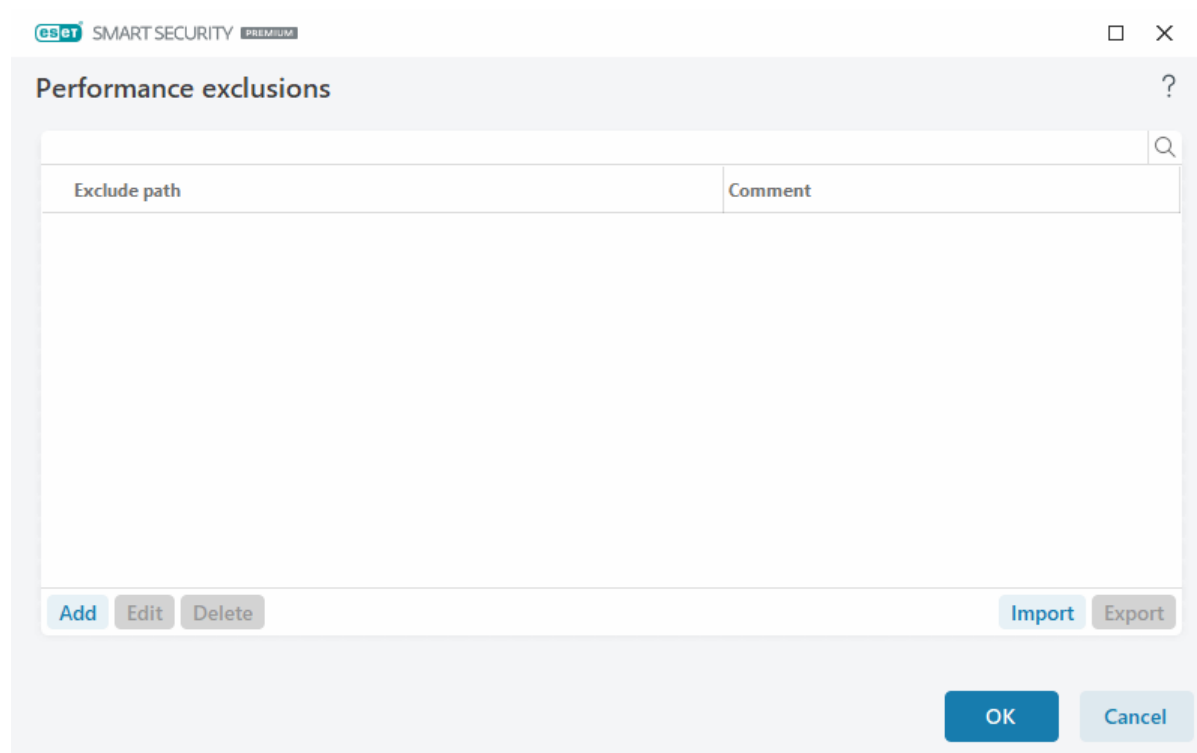 eset SMART SECURITY PREMIUM
Performance exclusions
?
Exclude path Comment
Add Edit Delete Import Export
OK Cancel